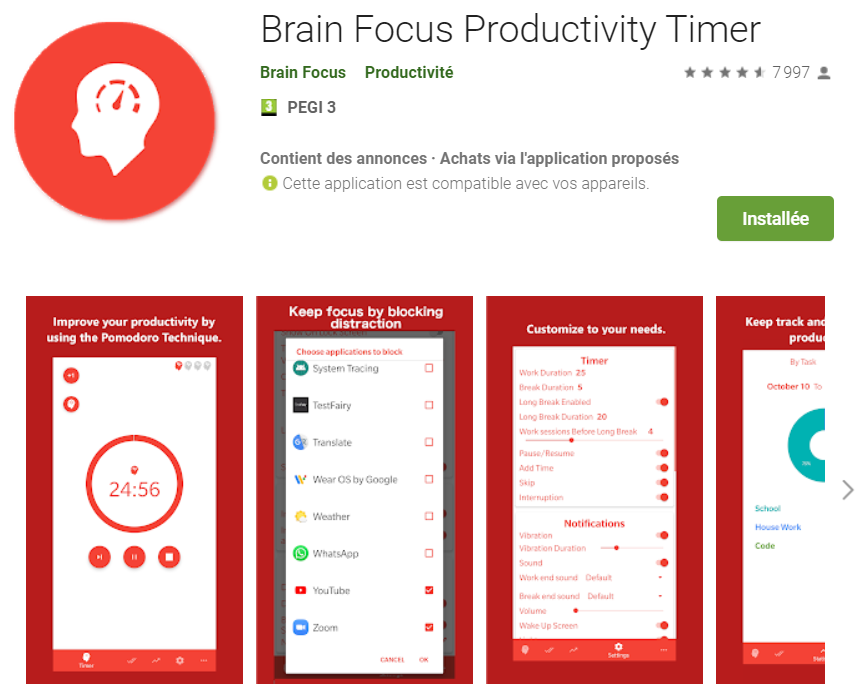 Brain Focus Productivity Timer
Brain Focus Productivité
7 997
3 PEGI 3
Contient des annonces · Achats via l'application proposés
Cette application est compatible avec vos appareils.
Installée
Improve your productivity by
using the Pomodoro Technique.
+1
24:56
Timer
Keep focus by blocking
distraction
Choose applications to block
System Tracing
TestFairy
Translate
Wear OS by Google
Weather
WhatsApp
YouTube
Zoom
CANCEL OK
Customize to your needs.
Timer
Work Duration 25
Break Duration 5
Long Break Enabled
Long Break Duration 20
Work sessions Before Long Break 4
Pause/Resume
Add Time
Skip
Interruption
Notifications
Vibration
Vibration Duration
Sound
Work end sound Default
Break end sound Default
Volume
Wake Up Screen
Settings
Keep track and
produ
By Task
October 10 To
School
House Work
Code